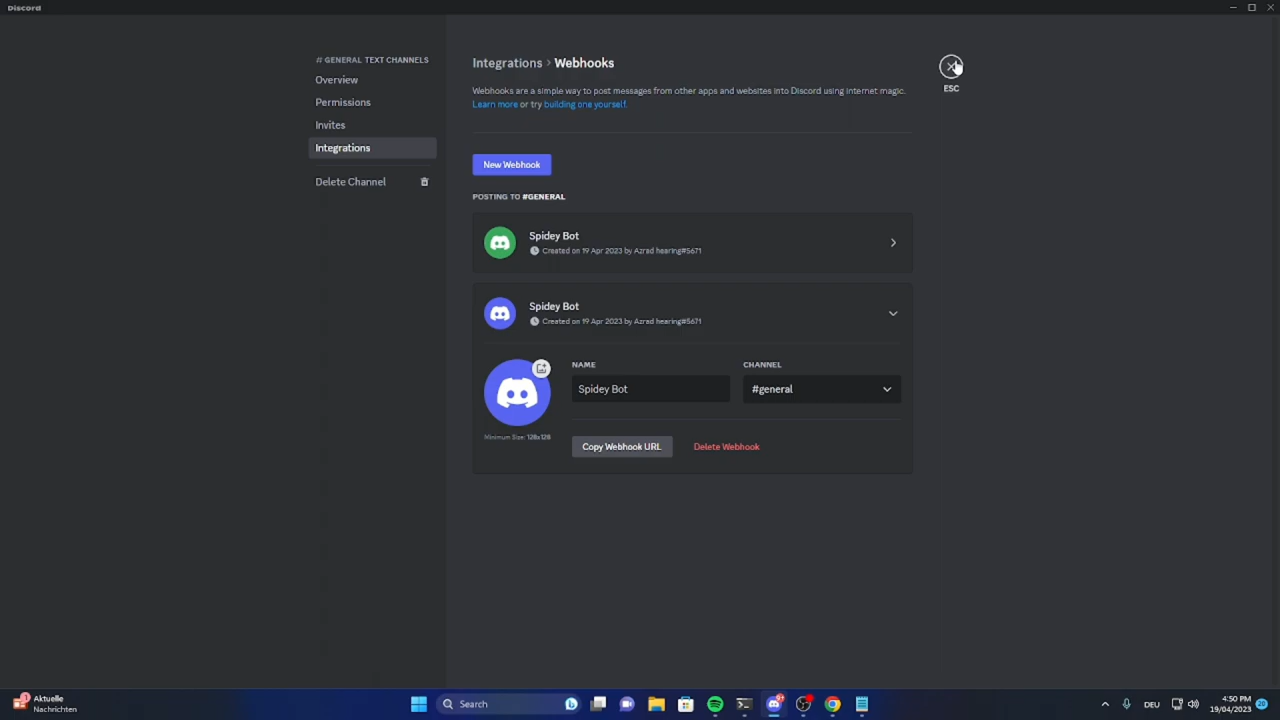 Discord
# GENERAL TEXT CHANNELS
Overview
Permissions
Invites
Integrations
Delete Channel
Integrations > Webhooks
Webhooks are a simple way to post messages from other apps and websites into Discord using internet magic.
Learn more or try building one yourself.
ESC
New Webhook
POSTING TO #GENERAL
Spidey Bot
Created on 19 Apr 2023 by Azrad hearing#5671
Spidey Bot
Created on 19 Apr 2023 by Azrad hearing#5671
NAME
CHANNEL
Spidey Bot
#general
Minimum Size: 128x128
Copy Webhook URL
Delete Webhook
1
Aktuelle
Nachrichten
Search
9+
DEU
4:50 PM
19/04/2023
20